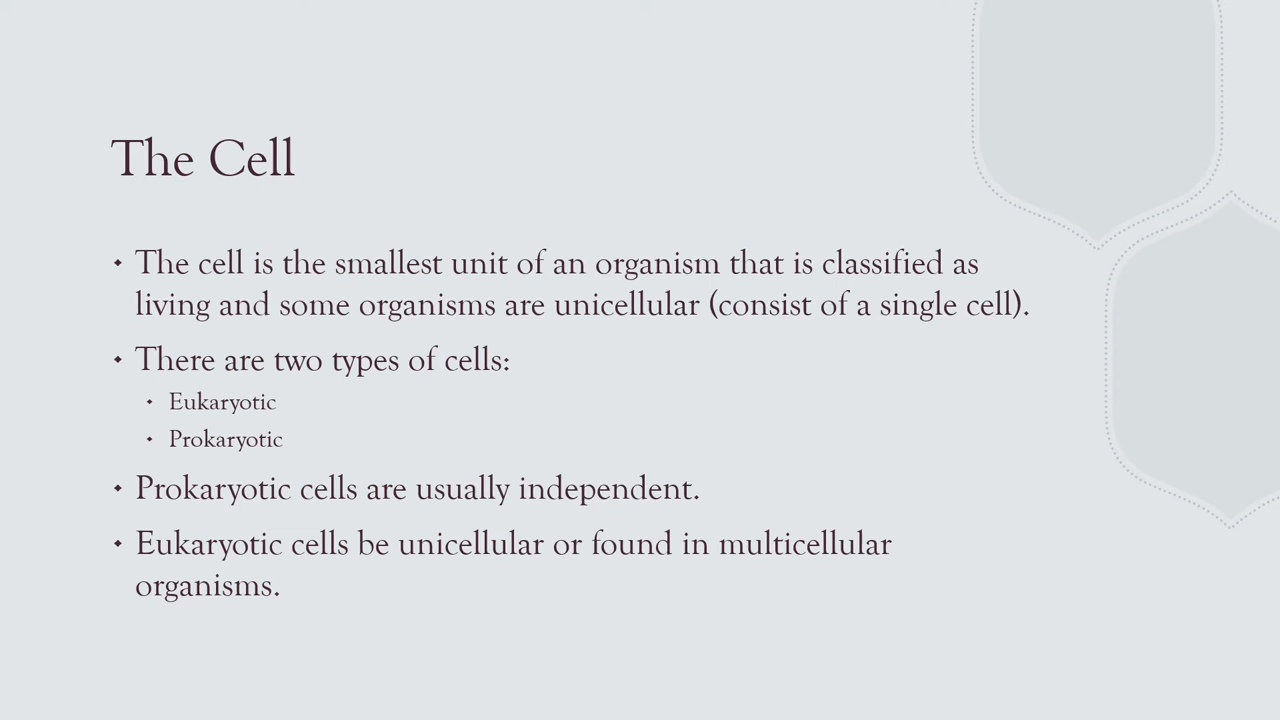 The Cell
• The cell is the smallest unit of an organism that is classified as
living and some organisms are unicellular (consist of a single cell).
• There are two types of cells:
• Eukaryotic
• Prokaryotic
• Prokaryotic cells are usually independent.
• Eukaryotic cells be unicellular or found in multicellular
organisms.